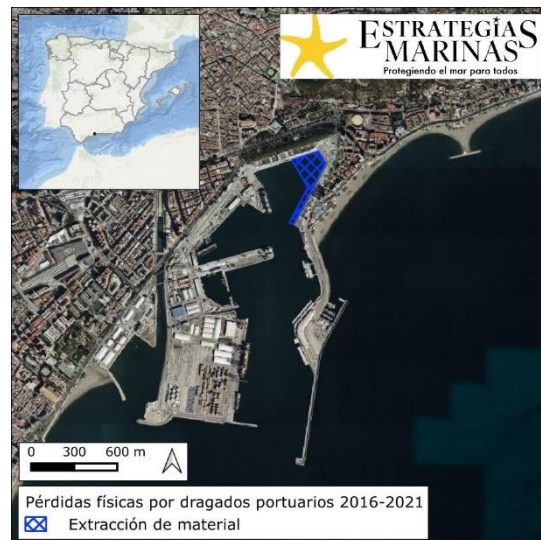 ESTRATEGIAS
MARINAS
Protegiendo el mar para todos
0 300 600 m
Pérdidas físicas por dragados portuarios 2016-2021
Extracción de material